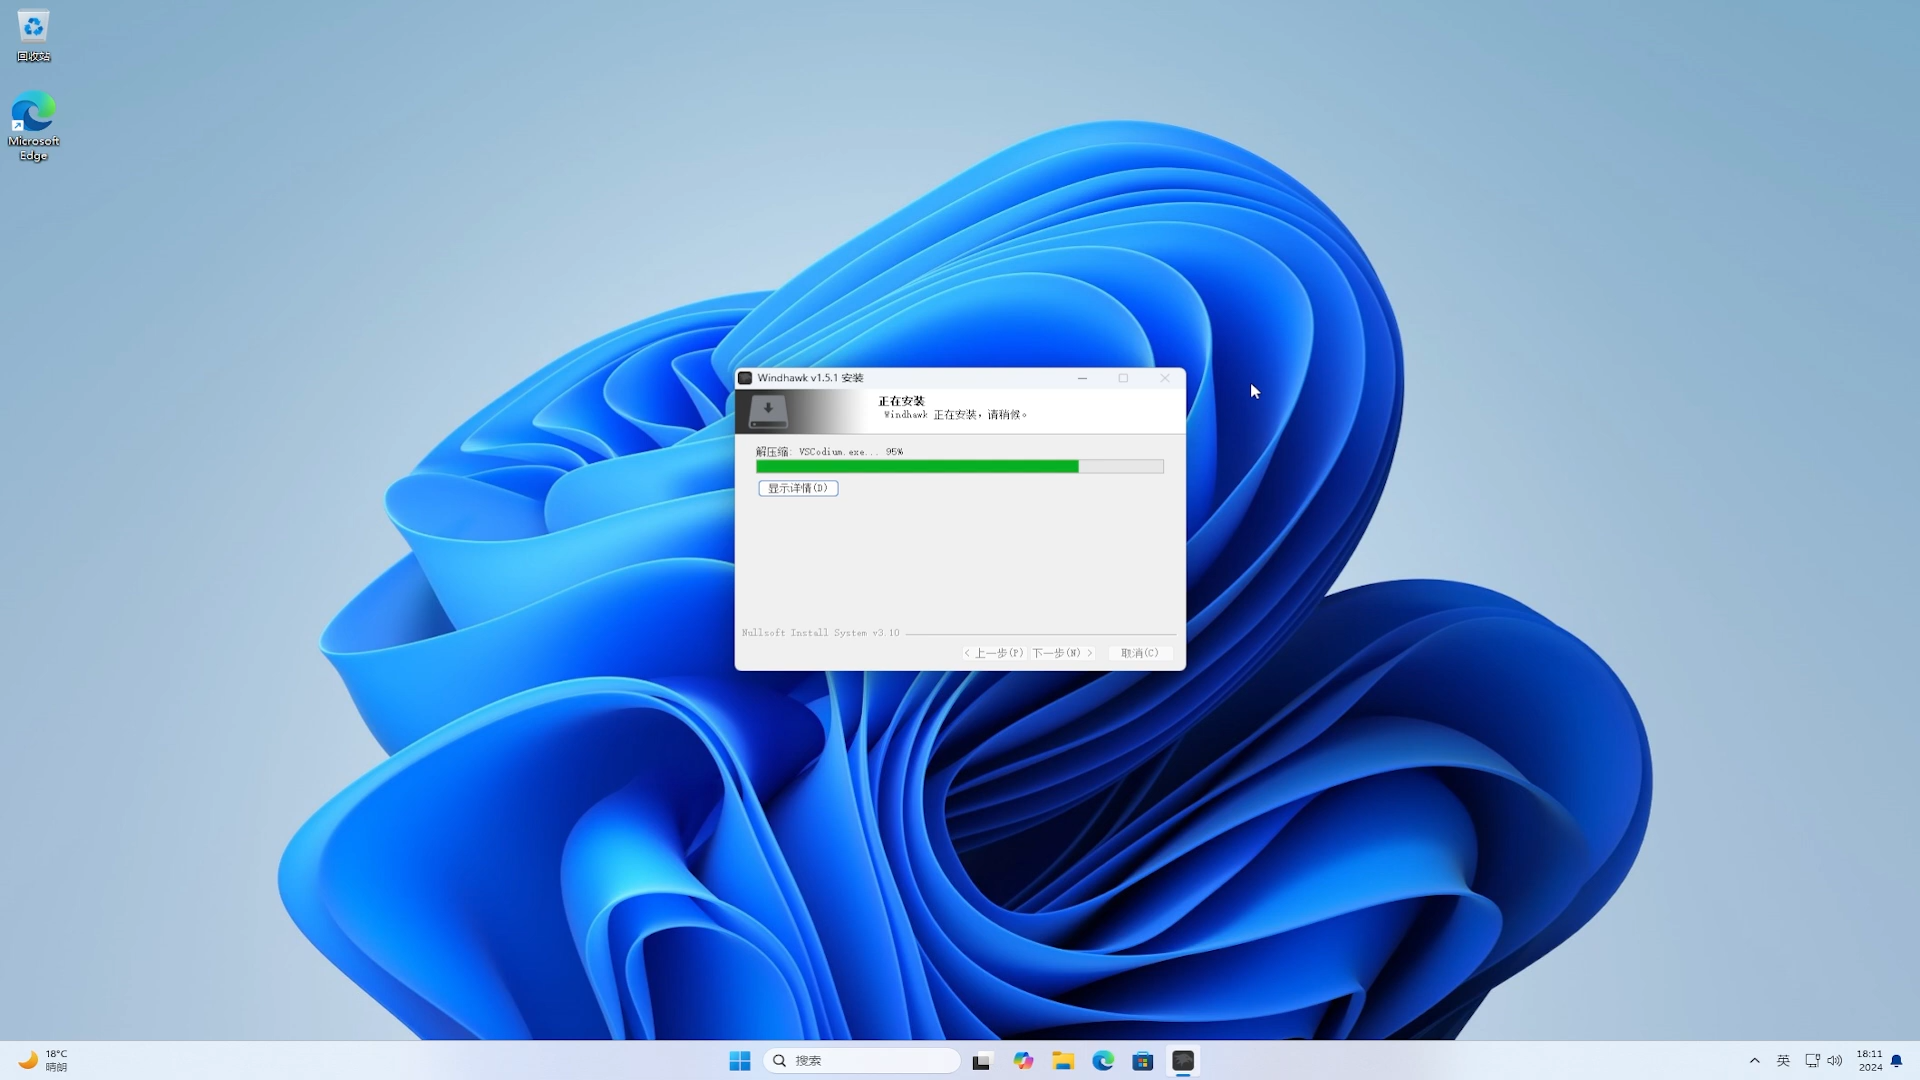 回收站
Microsoft
Edge
Windhawk v1.5.1 安装
正在安装
Windhawk 正在安装，请稍候。
解压缩: VSCodium.exe... 95%
显示详情(D)
Nullsoft Install System v3.10
< 上一步(P) 下一步(N) > 取消(C)
18°C
晴朗
搜索
英
18:11
2024